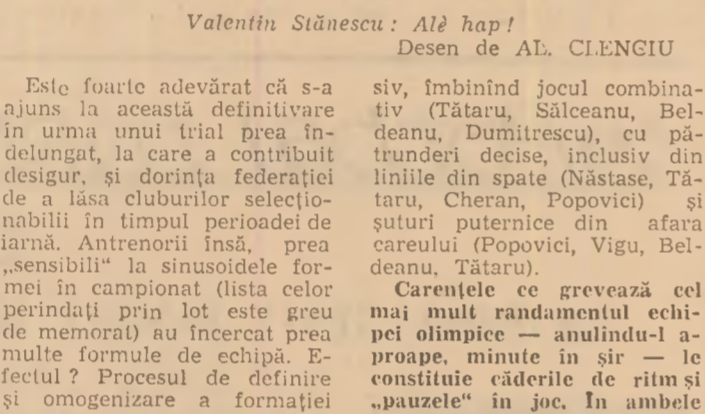 Valentin Stănescu : Alè hap !
Desen de AL. CLENCIU
Este foarte adevărat că s-a
ajuns la această definitivare
în urma unui trial prea în-
delungat, la care a contribuit
desigur, și dorința federației
de a lăsa cluburilor selecțio-
nabilii în timpul perioadei de
iarnă. Antrenorii însă, prea
„sensibili“ la sinusoidele for-
mei în campionat (lista celor
perindați prin lot este greu
de memorat) au încercat prea
multe formule de echipă. E-
fectul ? Procesul de definire
și omogenizare a formației
siv, îmbinînd jocul combina-
tiv (Tătaru, Sălceanu, Bel-
deanu, Dumitrescu), cu pă-
trunderi decise, inclusiv din
liniile din spate (Năstase, Tă-
taru, Cheran, Popovici) și
șuturi puternice din afara
careului (Popovici, Vigu, Bel-
deanu, Tătaru).
Carențele ce grevează cel
mai mult randamentul echi-
pei olimpice — anulîndu-l a-
proape, minute în șir — le
constituie căderile de ritm și
„pauzele“ în joc. În ambele